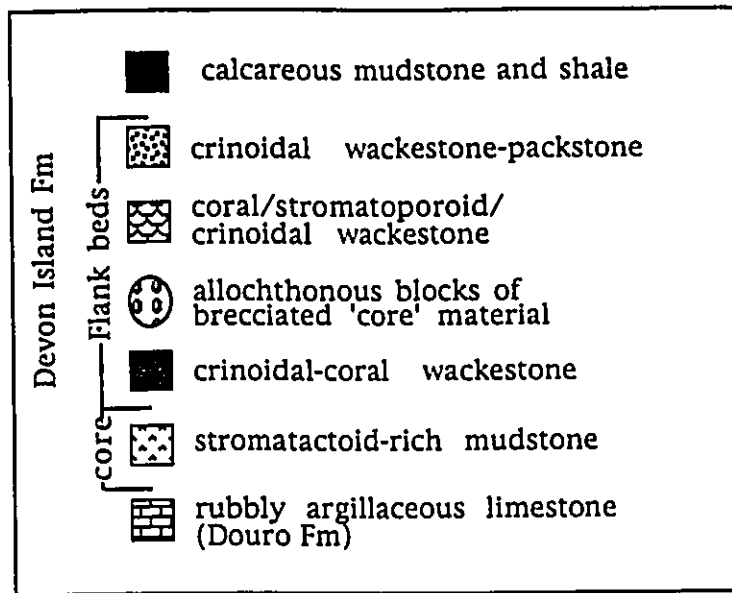 calcareous mudstone and shale
crinoidal wackestone-packstone
coral/stromatoporoid/
crinoidal wackestone
allochthonous blocks of
brecciated 'core' material
crinoidal-coral wackestone
stromatactoid-rich mudstone
rubbly argillaceous limestone
(Douro Fm)
Devon Island Fm
Flank beds
core